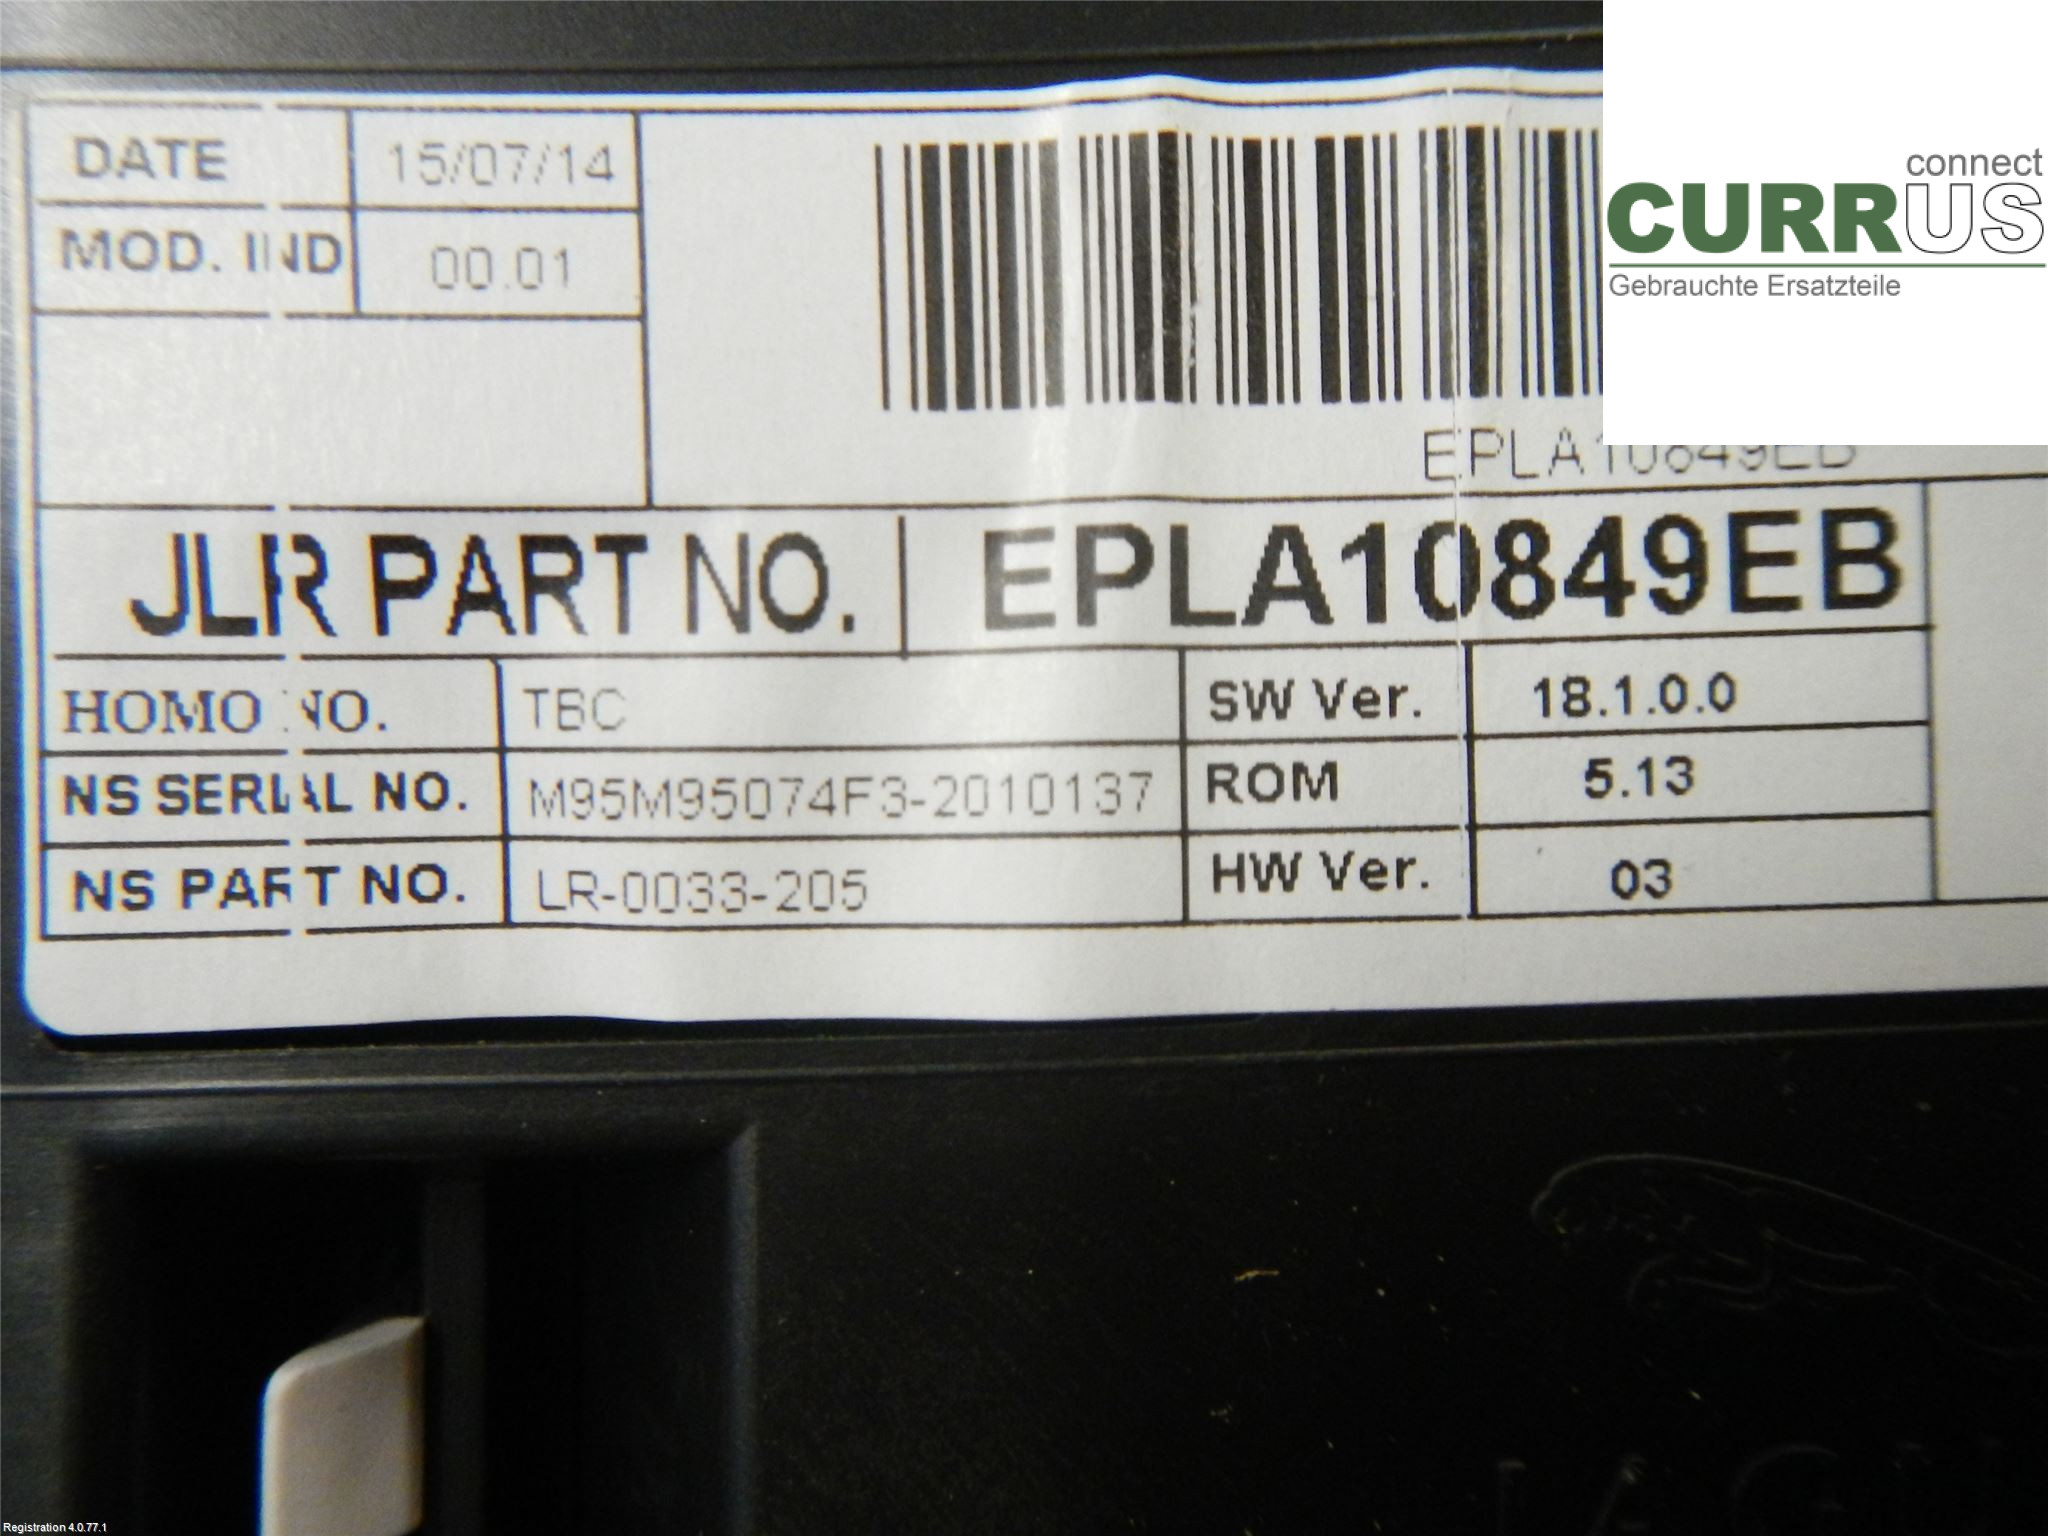 DATE 15/07/14
MOD. IND 00.01
connect
CURRUS
Gebrauchte Ersatzteile
EPLA10849EB
JLR PART NO. EPLA10849EB
HOMO NO. TBC SW Ver. 18.1.0.0
NS SERIAL NO. M95M95074F3-2010137 ROM 5.13
NS PART NO. LR-0033-205 HW Ver. 03
Registration 4.0.77.1